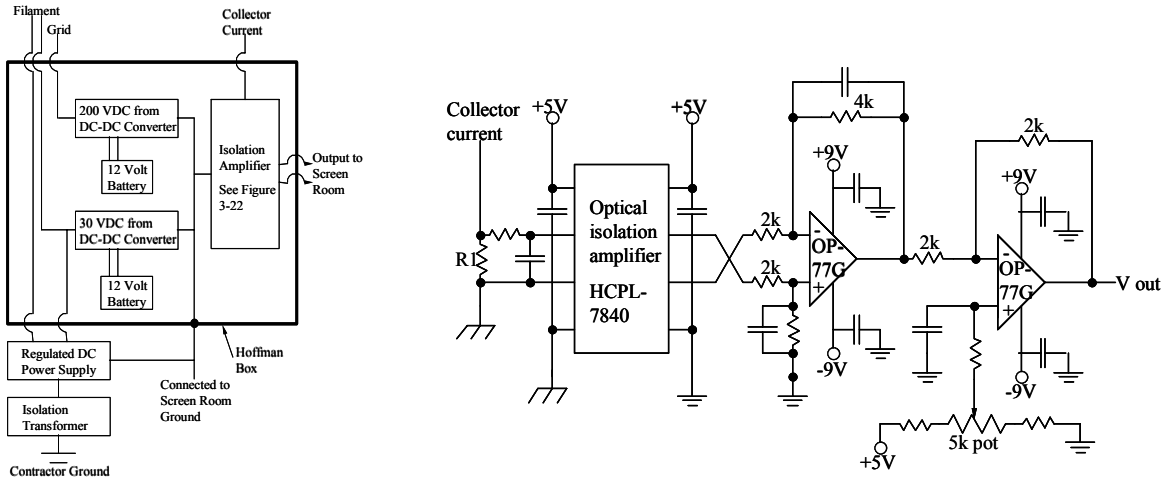 Filament
Grid
Collector
Current
200 VDC from
DC-DC Converter
12 Volt
Battery
30 VDC from
DC-DC Converter
12 Volt
Battery
Isolation
Amplifier
See Figure
3-22
Output to
Screen
Room
Regulated DC
Power Supply
Isolation
Transformer
Contractor Ground
Connected to
Screen Room
Ground
Hoffman
Box
Collector
current
+5V
+5V
R1
Optical
isolation
amplifier
HCPL-
7840
4k
2k
2k
+9V
-
OP-
77G
+
-9V
2k
2k
+9V
-
OP-
77G
+
-9V
V out
5k pot
+5V